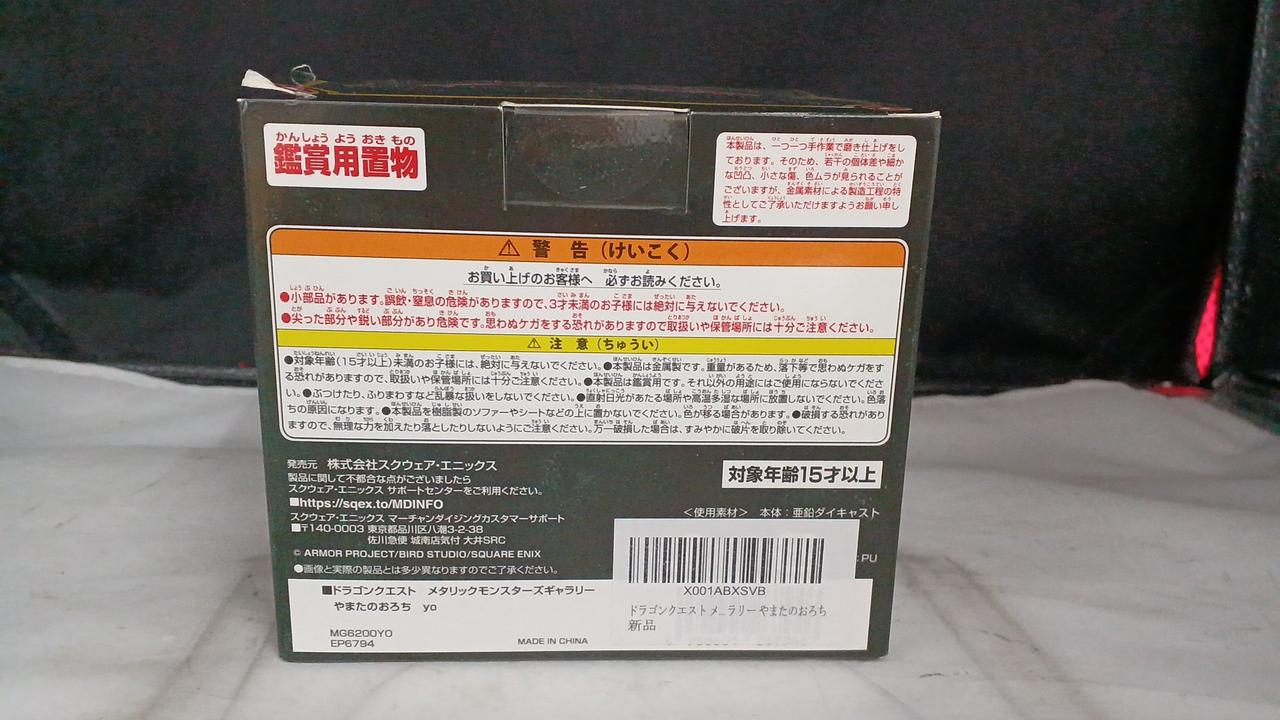 かんしょう よう おき もの
鑑賞用置物
本製品は、一つ一つ手作業で磨き仕上げをし
ております。そのため、若干の個体差や細か
な凹凸、小さな傷、色ムラが見られることが
ございますが、金属素材による製造工程の特
性としてご了承いただけますようお願い申し
上げます。
⚠ 警 告（けいこく）
お買い上げのお客様へ 必ずお読みください。
●小部品があります。誤飲・窒息の危険がありますので、3才未満のお子様には絶対に与えないでください。
●尖った部分や鋭い部分があり危険です。思わぬケガをする恐れがありますので取扱いや保管場所には十分ご注意ください。
⚠ 注 意（ちゅうい）
●対象年齢(15才以上)未満のお子様には、絶対に与えないでください。●本製品は金属製です。重量があるため、落下等で思わぬケガをす
る恐れがありますので、取扱いや保管場所には十分ご注意ください。●本製品は鑑賞用です。それ以外の用途にはご使用にならないでくださ
い。●ぶつけたり、ふりまわすなど乱暴な扱いをしないでください。●直射日光があたる場所や高温多湿な場所に放置しないでください。色落
ちの原因になります。●本製品を樹脂製のソファーやシートなどの上に置かないでください。色が移る場合があります。●破損する恐れがあり
ますので、無理な力を加えたり落としたりしないようにご注意ください。万一破損した場合は、すみやかに破片を取り除いてください。
発売元 株式会社スクウェア・エニックス
製品に関して不都合な点がございましたら
スクウェア・エニックス サポートセンターをご利用ください。
■https://sqex.to/MDINFO
スクウェア・エニックス マーチャンダイジングカスタマーサポート
■〒140-0003 東京都品川区八潮3-2-38
佐川急便 城南店気付 大井SRC
© ARMOR PROJECT/BIRD STUDIO/SQUARE ENIX
●画像と実際の製品とは多少異なりますのでご了承ください。
対象年齢15才以上
＜使用素材＞ 本体：亜鉛ダイキャスト
：PU
■ドラゴンクエスト メタリックモンスターズギャラリー
やまたのおろち yo
MG6200YO
EP6794
MADE IN CHINA
X001ABXSVB
ドラゴンクエスト メ...ラリー やまたのおろち
新品